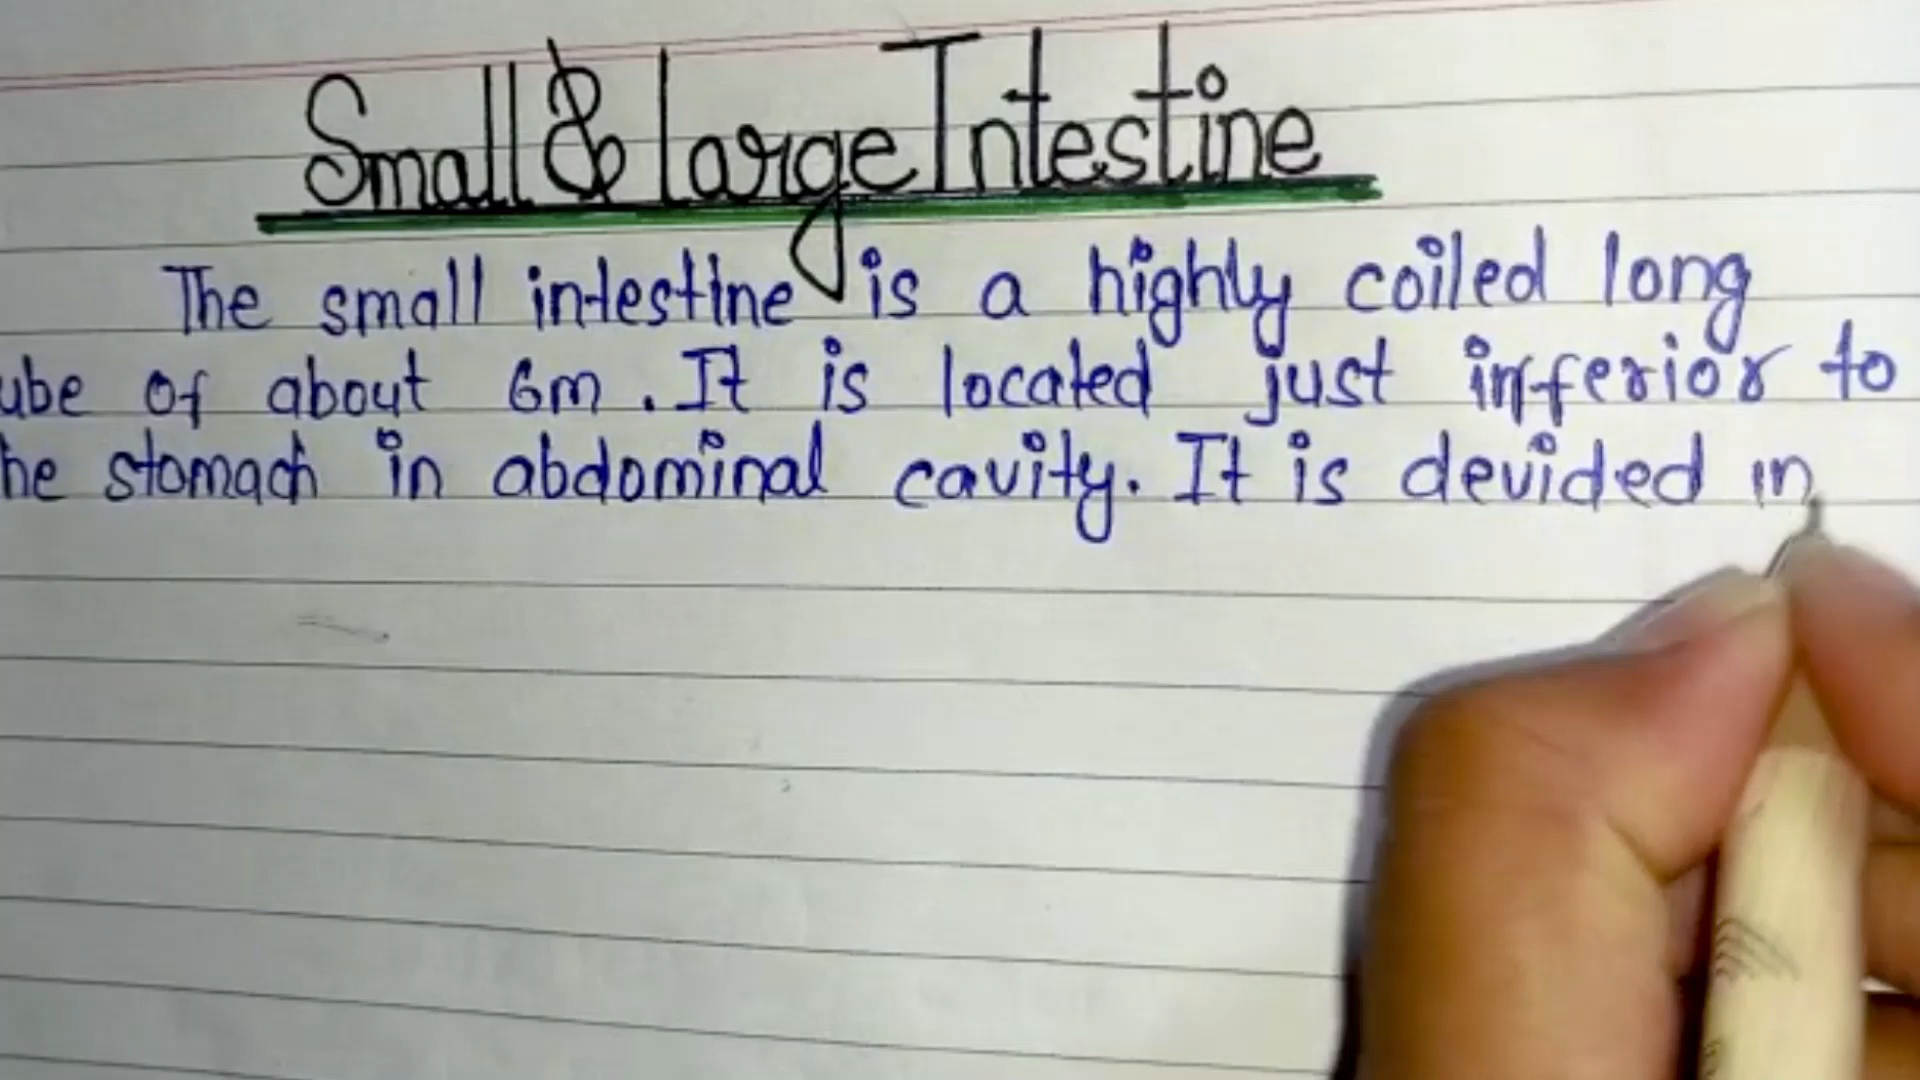 Small & large Intestine
The small intestine is a highly coiled long
ube of about 6m. It is located just inferior to
he stomach in abdominal cavity. It is devided in